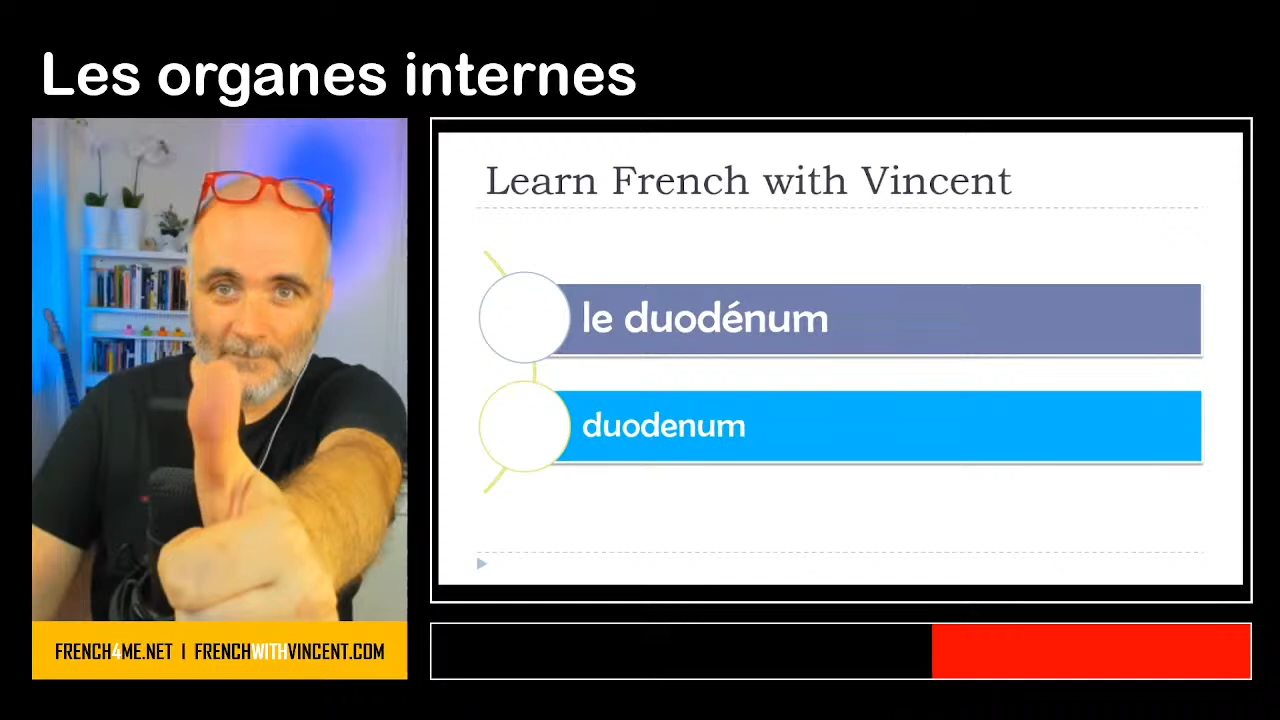 Les organes internes
Learn French with Vincent
le duodénum
duodenum
FRENCH4ME.NET I FRENCHWITHVINCENT.COM